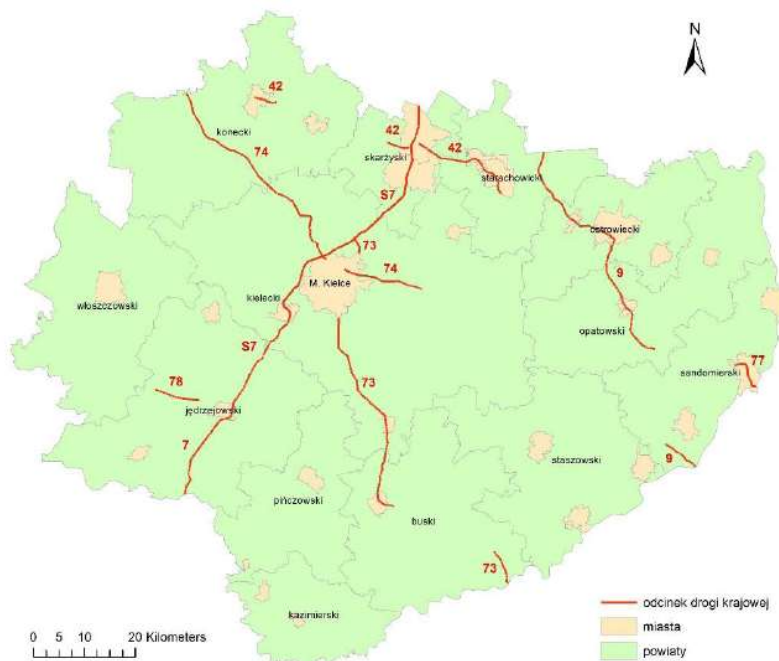 N
42
konecki
74
42
skarżyski
42
starachowicki
S7
73
ostrowiecki
74
M. Kielce
9
kielecki
włoszczowski
opatowski
S7
77
sandomierski
78
73
jędrzejowski
7
staszowski
9
pińczowski
buski
73
kazimierski
0 5 10 20 Kilometers
odcinek drogi krajowej
miasta
powiaty